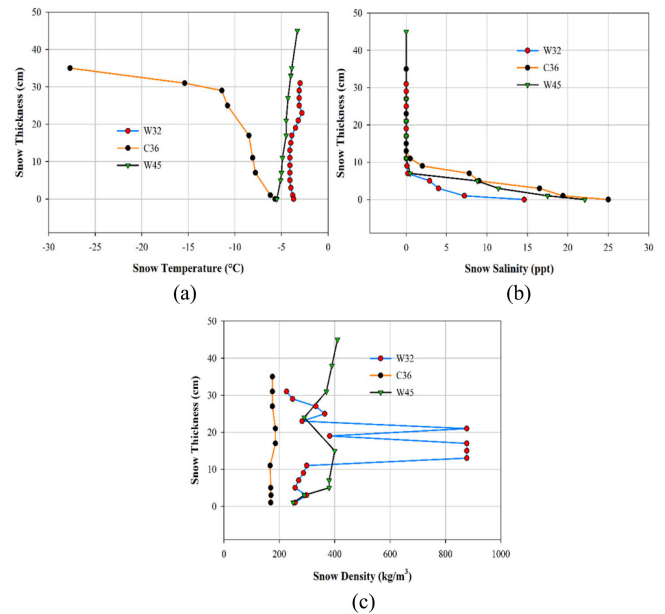 50
40
30
20
10
0
Snow Thickness (cm)
W32
C36
W45
-30 -25 -20 -15 -10 -5 0
Snow Temperature (°C)
(a)
50
40
30
20
10
0
Snow Thickness (cm)
W32
C36
W45
0 5 10 15 20 25 30
Snow Salinity (ppt)
(b)
50
40
30
20
10
0
Snow Thickness (cm)
W32
C36
W45
0 200 400 600 800 1000
Snow Density (kg/m³)
(c)